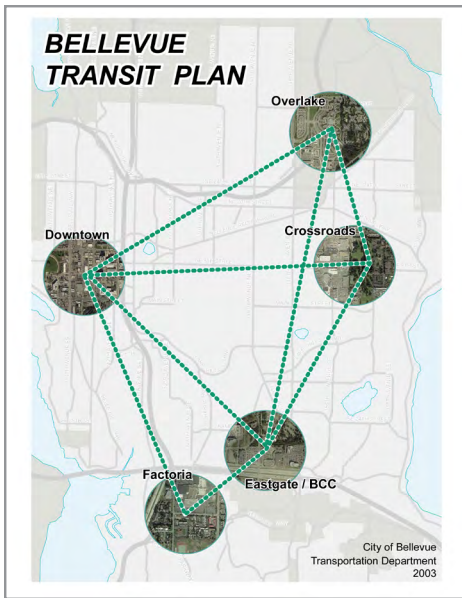 BELLEVUE
TRANSIT PLAN
Overlake
Downtown
Crossroads
Factoria
Eastgate / BCC
City of Bellevue
Transportation Department
2003